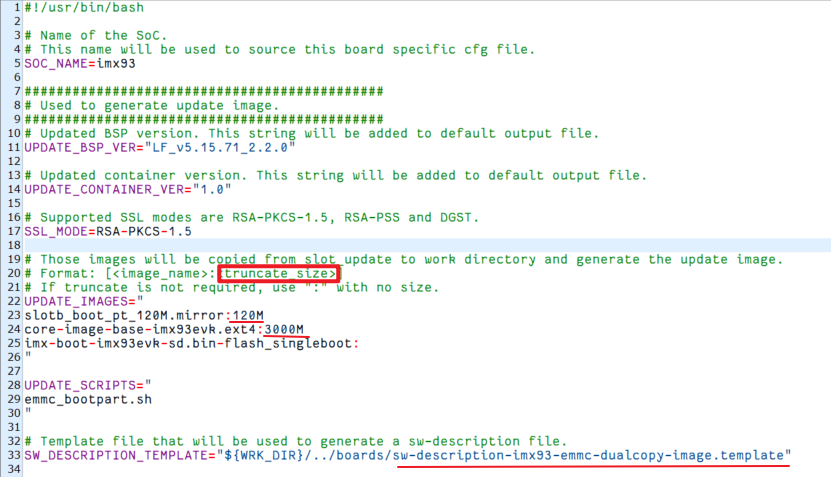 1 #!/usr/bin/bash
2
3 # Name of the SoC.
4 # This name will be used to source this board specific cfg file.
5 SOC_NAME=imx93
6
7 #############################################
8 # Used to generate update image.
9 #############################################
10 # Updated BSP version. This string will be added to default output file.
11 UPDATE_BSP_VER="LF_v5.15.71_2.2.0"
12
13 # Updated container version. This string will be added to default output file.
14 UPDATE_CONTAINER_VER="1.0"
15
16 # Supported SSL modes are RSA-PKCS-1.5, RSA-PSS and DGST.
17 SSL_MODE=RSA-PKCS-1.5
18
19 # Those images will be copied from slot_update to work directory and generate the update image.
20 # Format: [<image_name>:<truncate_size>]
21 # If truncate is not required, use ":" with no size.
22 UPDATE_IMAGES="
23 slotb_boot_pt_120M.mirror:120M
24 core-image-base-imx93evk.ext4:3000M
25 imx-boot-imx93evk-sd.bin-flash_singleboot:
26 "
27
28 UPDATE_SCRIPTS="
29 emmc_bootpart.sh
30 "
31
32 # Template file that will be used to generate a sw-description file.
33 SW_DESCRIPTION_TEMPLATE="${WRK_DIR}/../boards/sw-description-imx93-emmc-dualcopy-image.template"
34